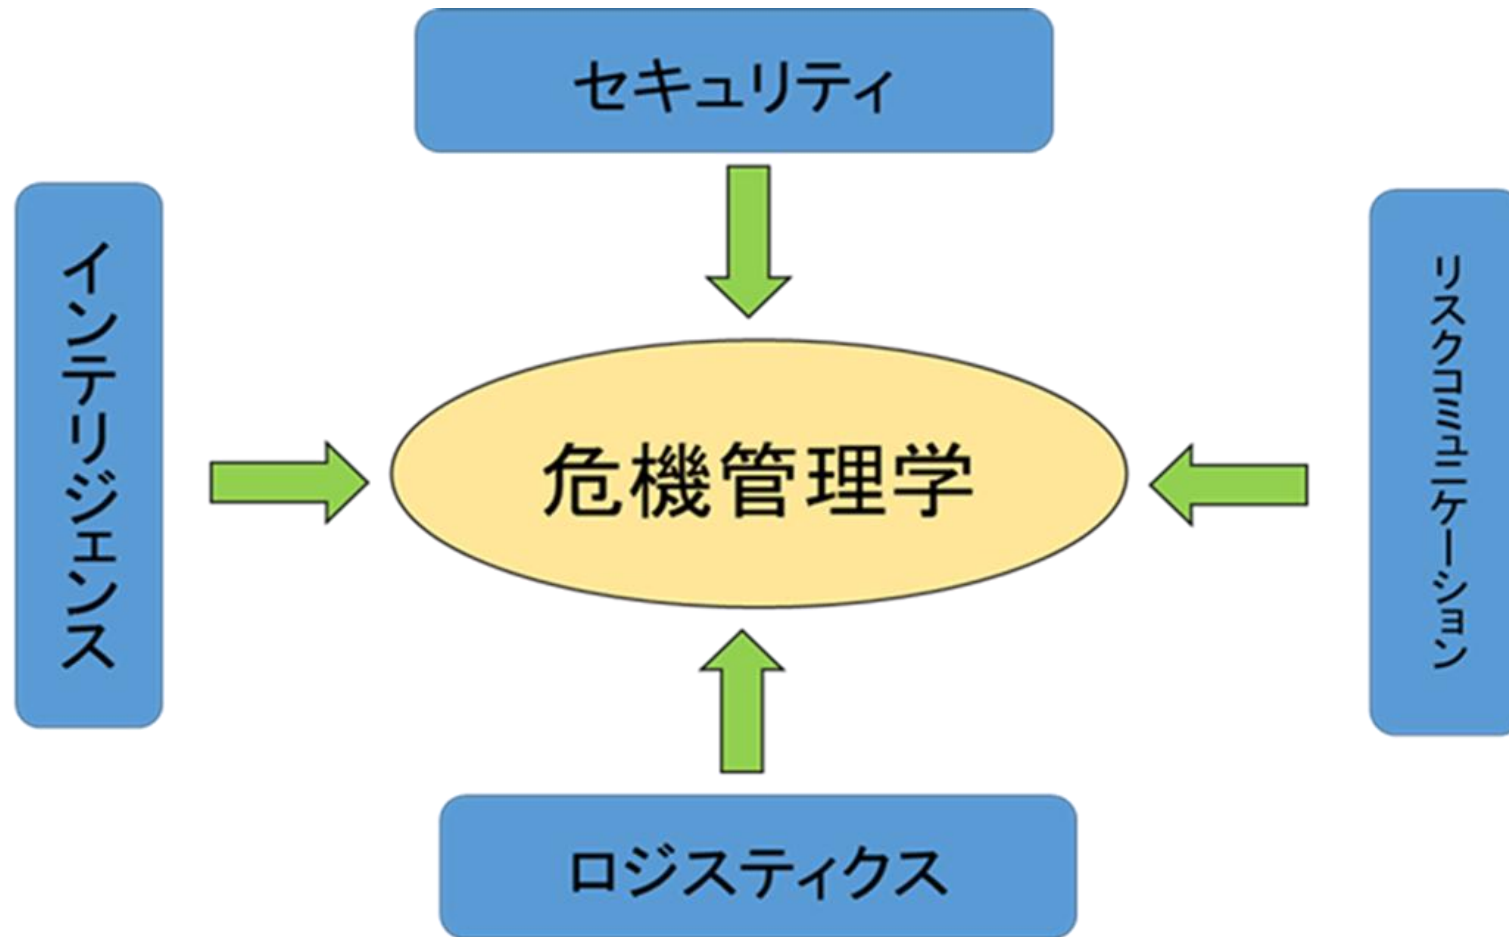 セキュリティ
インテリジェンス
危機管理学
リスクコミュニケーション
ロジスティクス